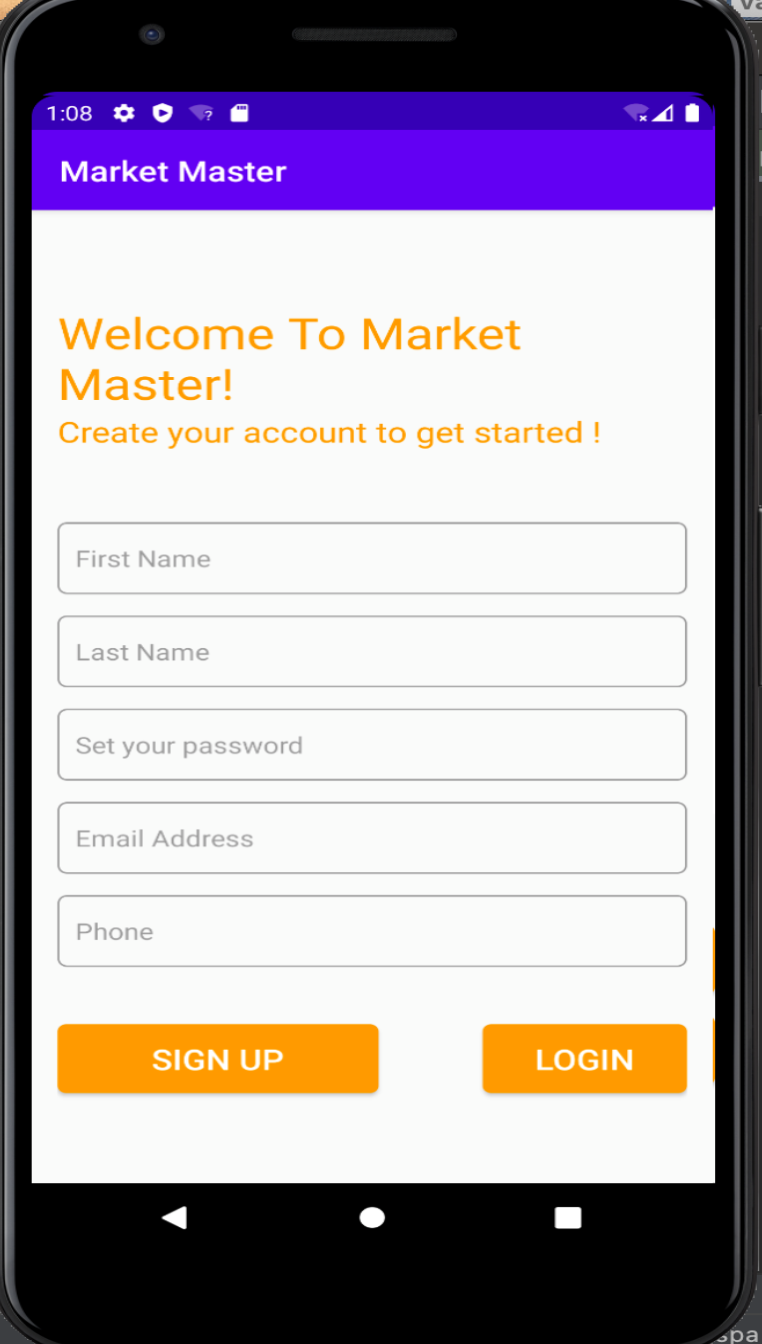 1:08
Market Master
Welcome To Market
Master!
Create your account to get started !
First Name
Last Name
Set your password
Email Address
Phone
SIGN UP
LOGIN